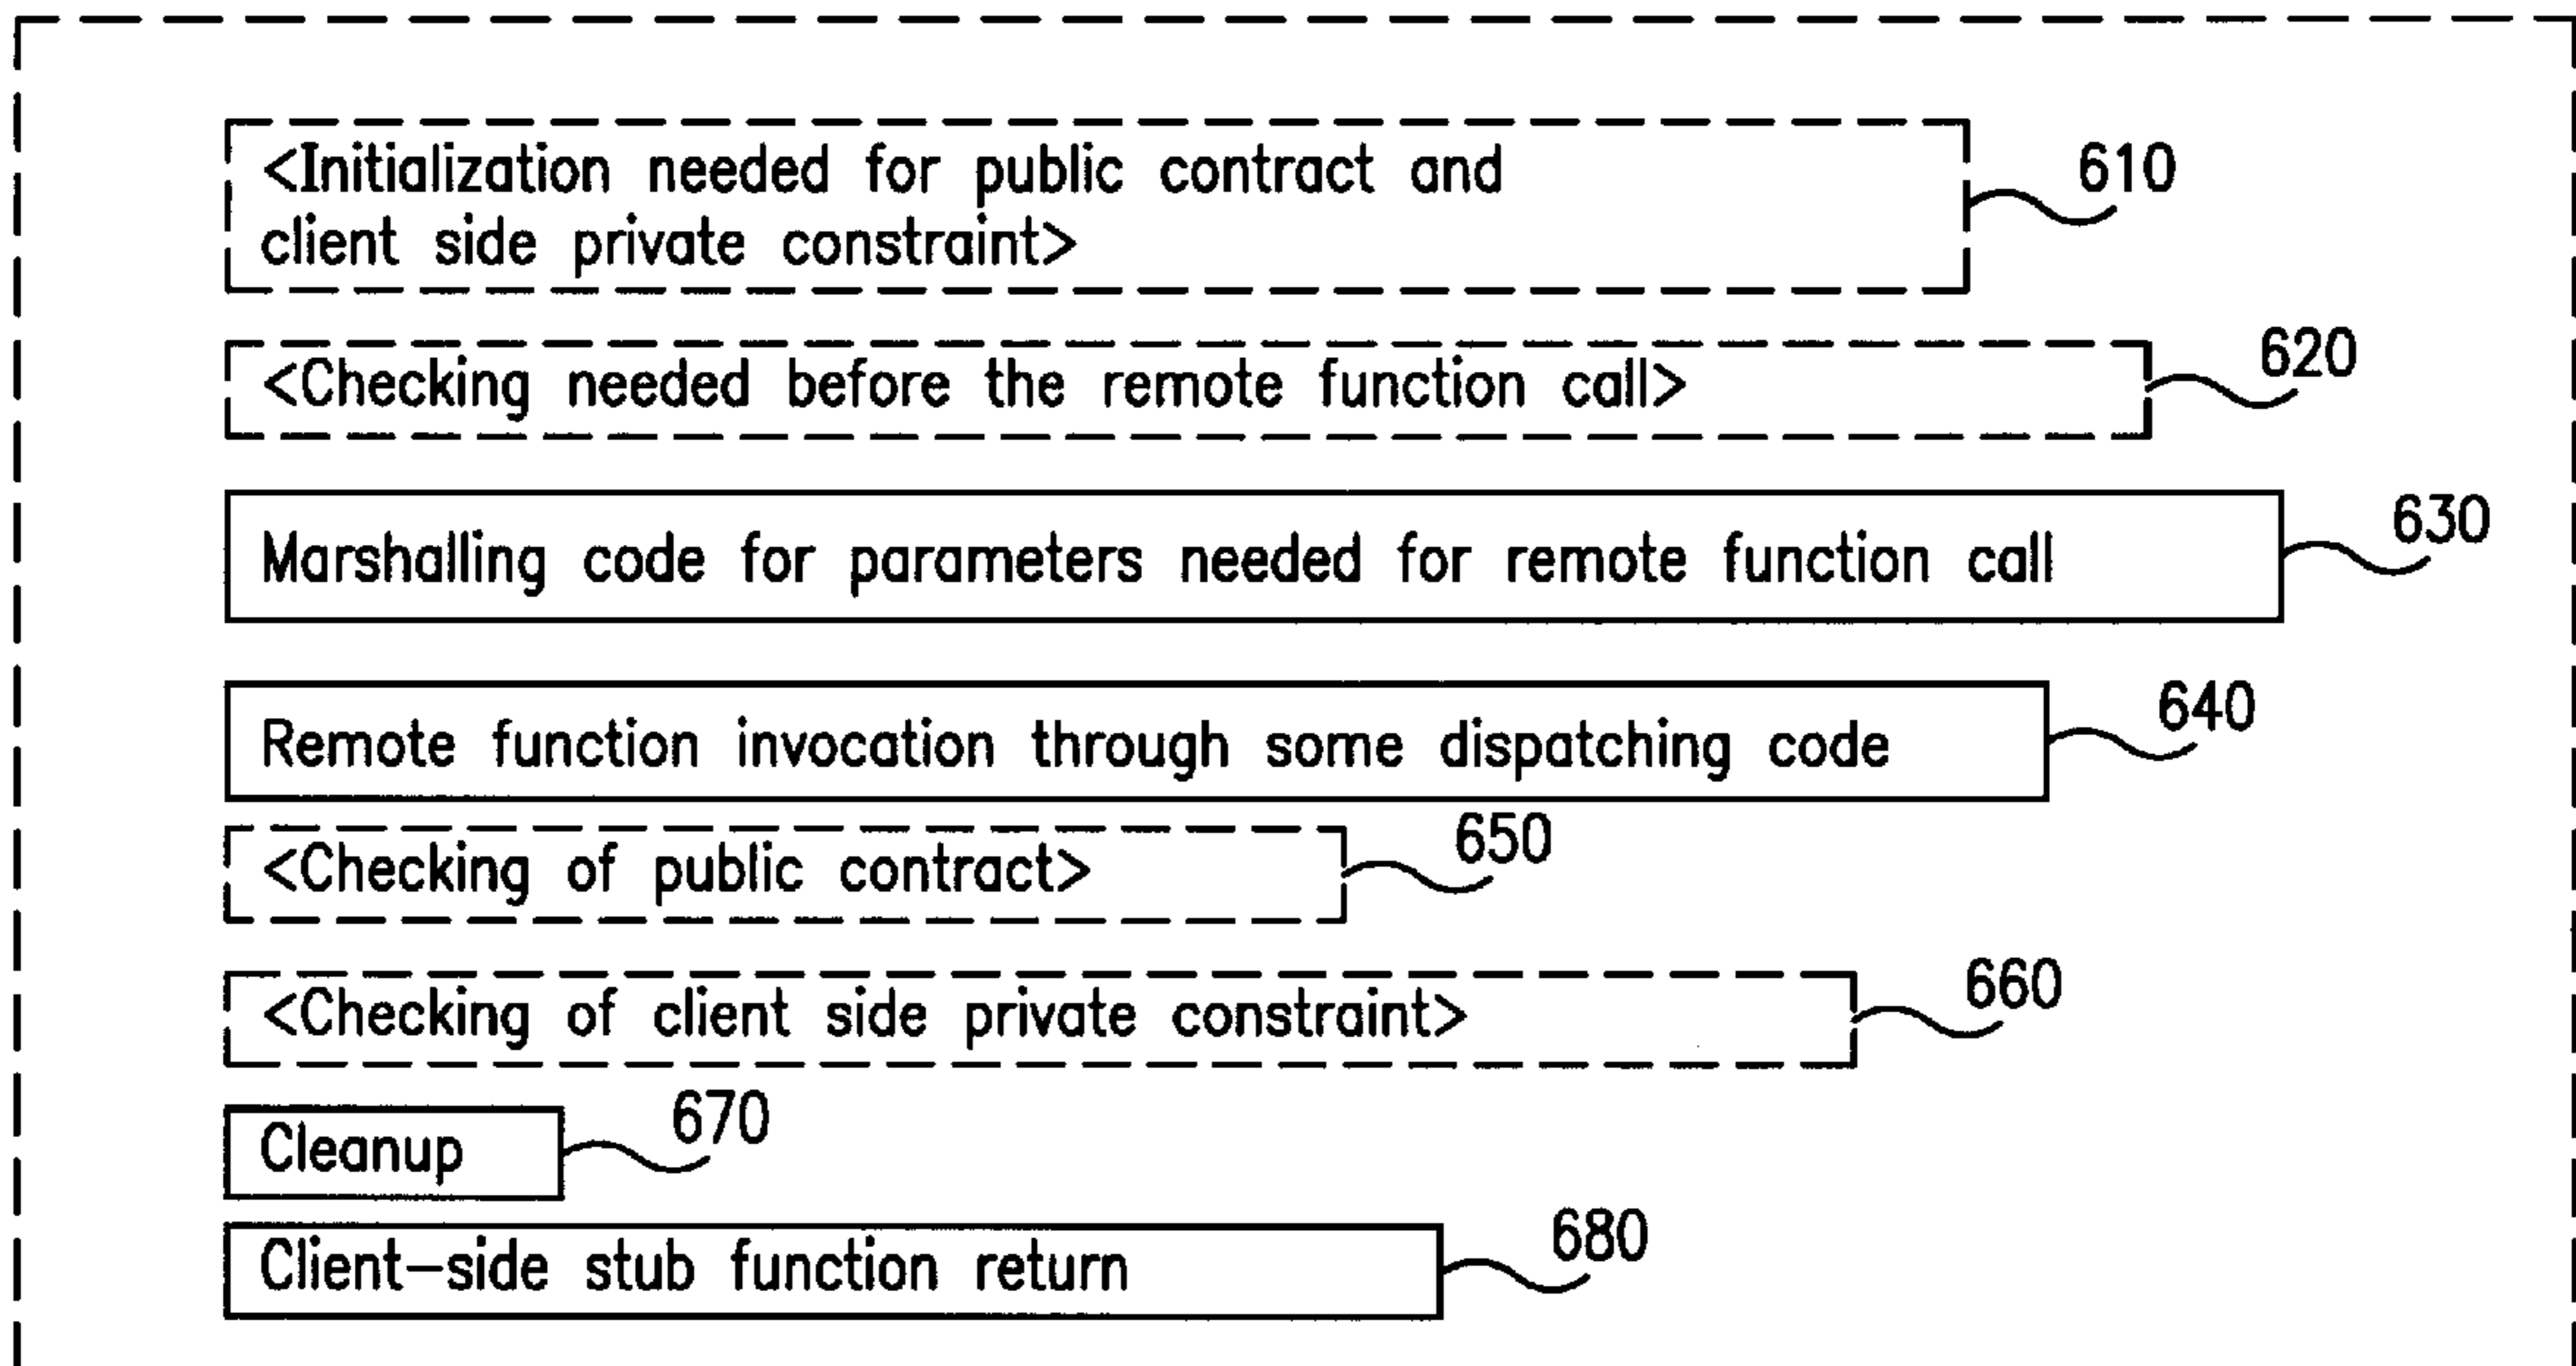 <Initialization needed for public contract and
client side private constraint>
610
<Checking needed before the remote function call>
620
Marshalling code for parameters needed for remote function call
630
Remote function invocation through some dispatching code
640
<Checking of public contract>
650
<Checking of client side private constraint>
660
Cleanup
670
Client-side stub function return
680